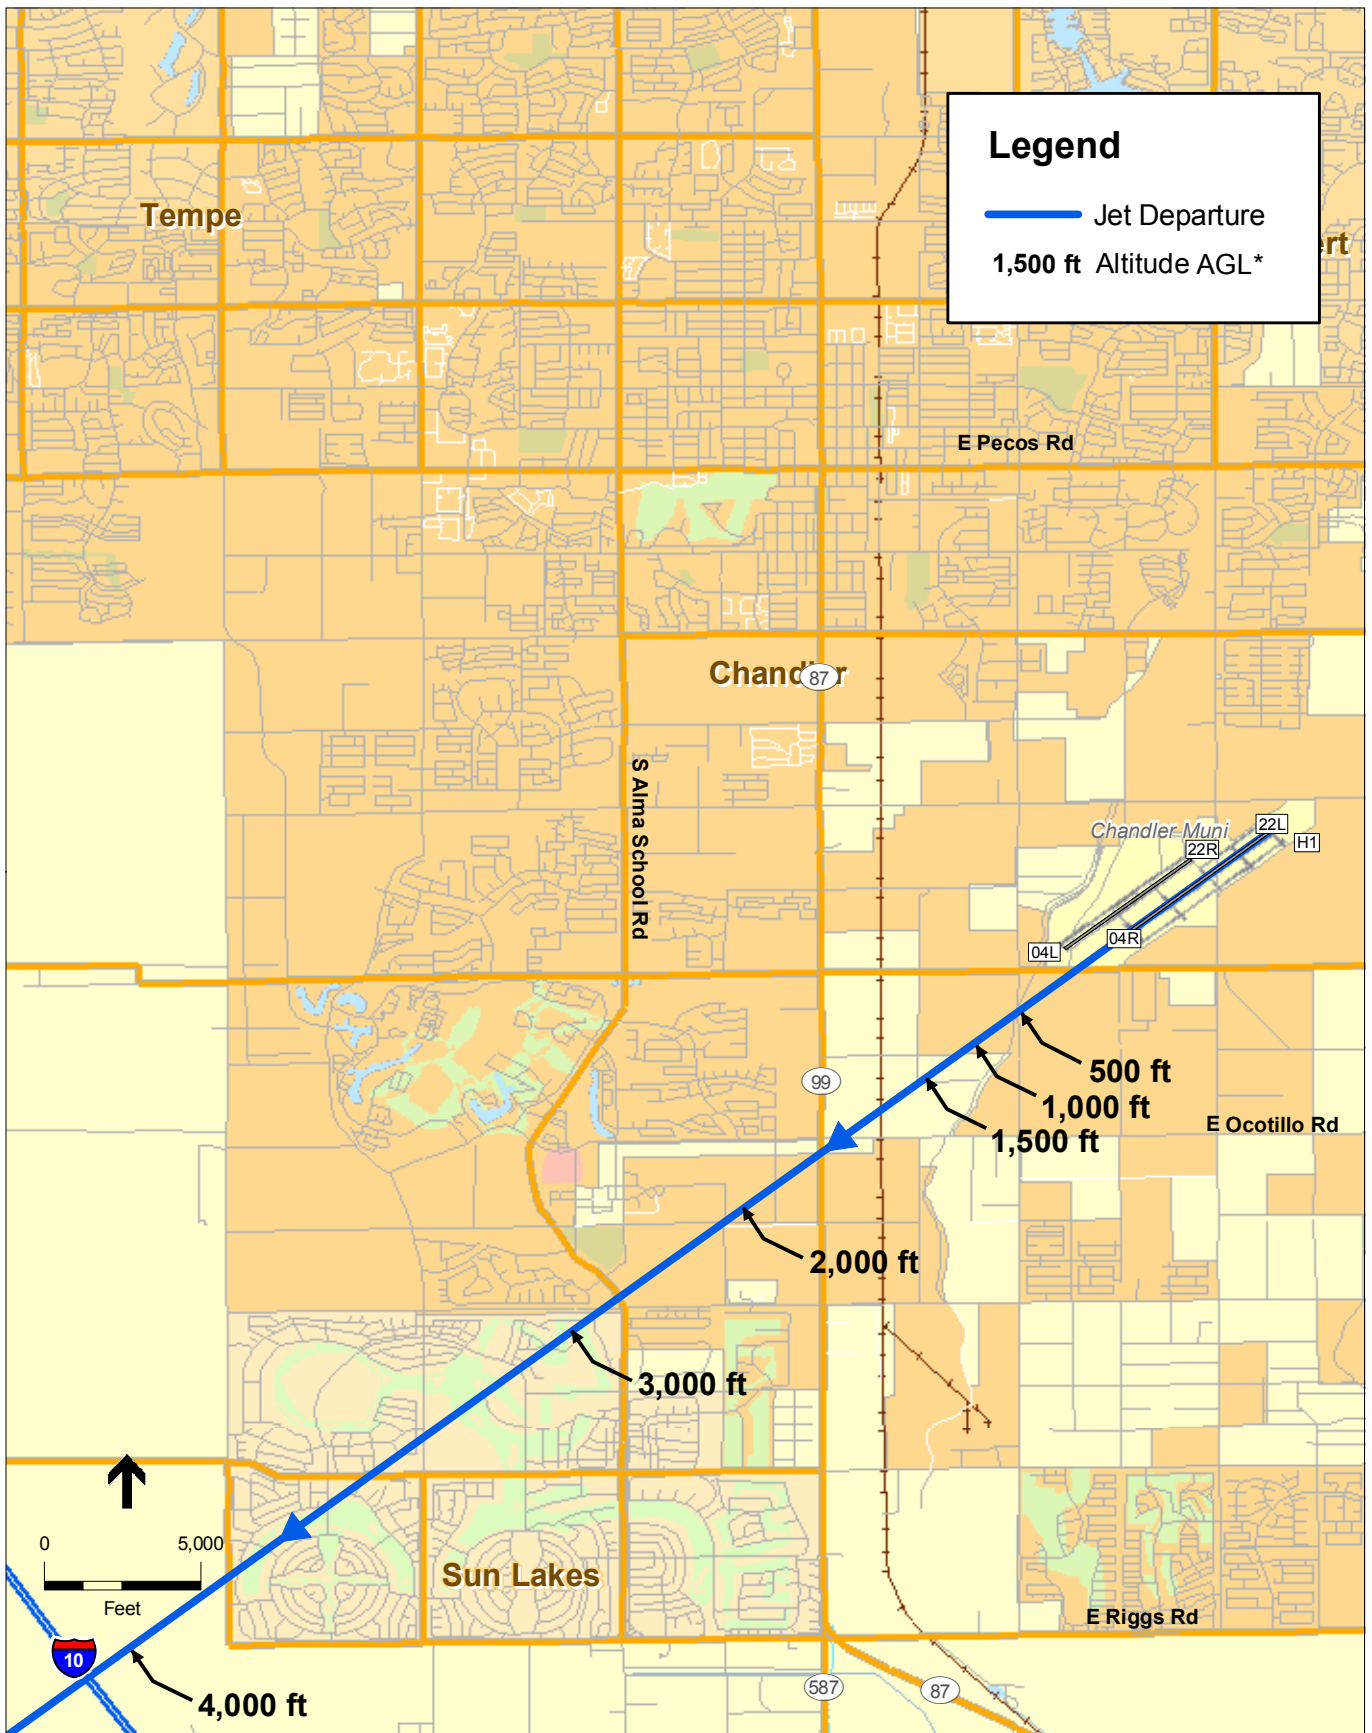 Legend
Jet Departure
1,500 ft Altitude AGL*
Tempe
ert
E Pecos Rd
Chandler
87
S Alma School Rd
Chandler Muni
22L
22R
H1
04R
04L
500 ft
99
1,000 ft
E Ocotillo Rd
1,500 ft
2,000 ft
3,000 ft
0 5,000
Feet
Sun Lakes
E Riggs Rd
10
4,000 ft
587
87